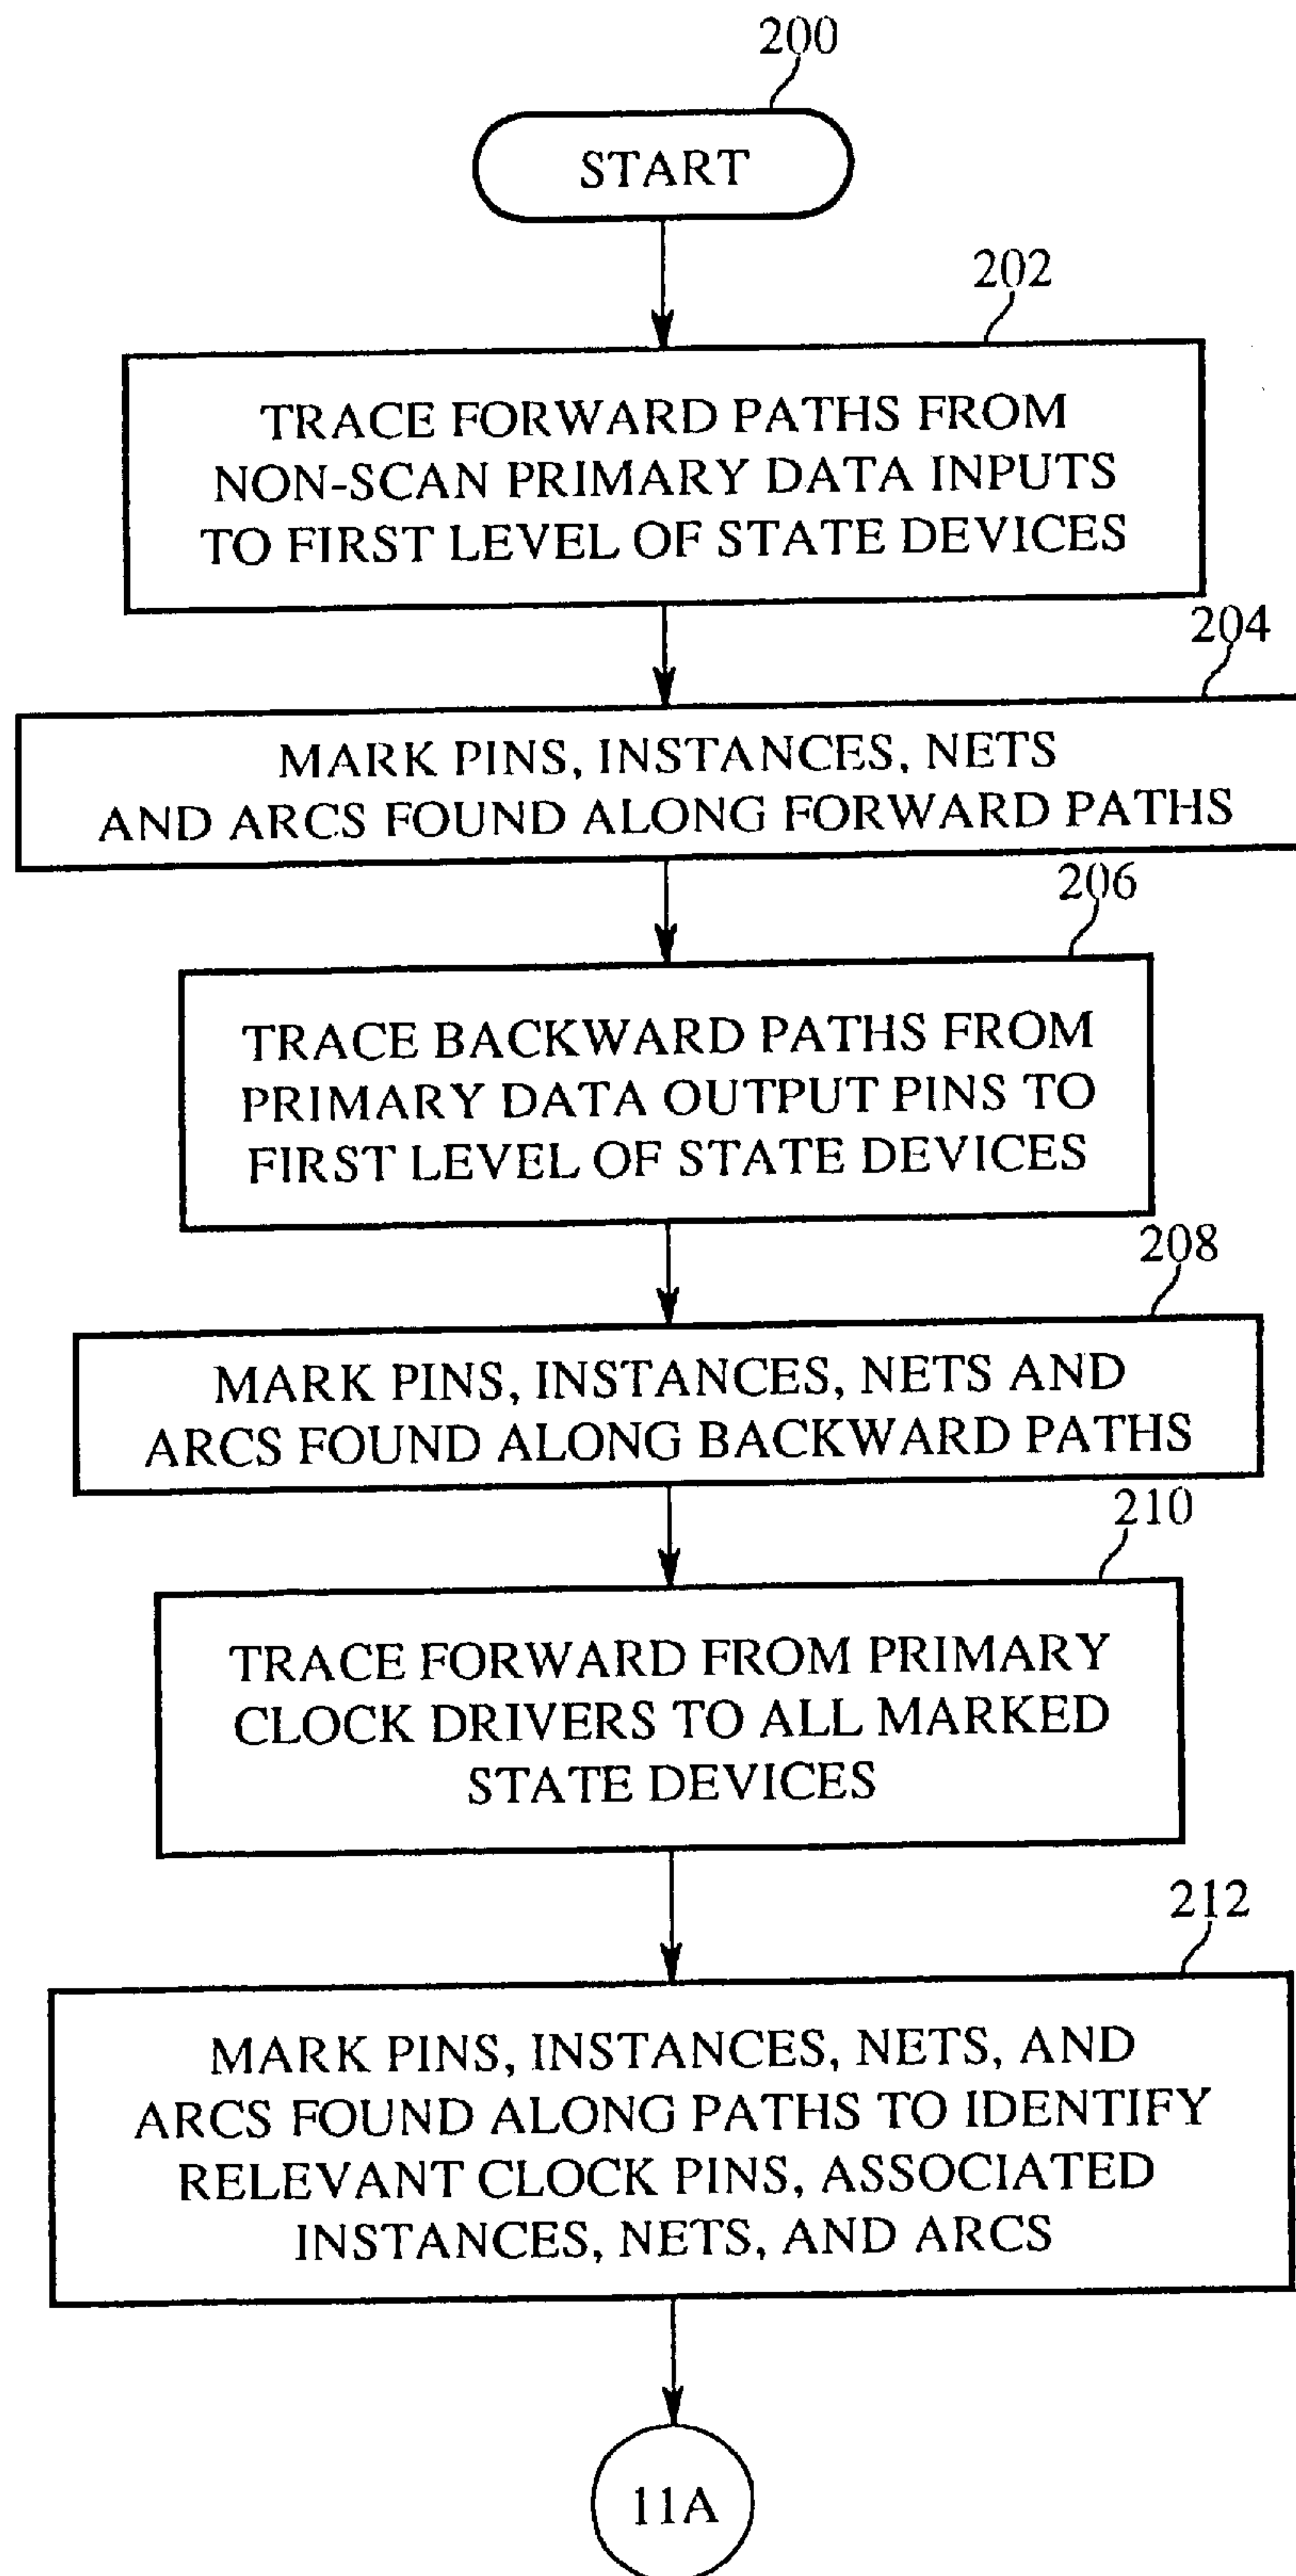 200
START
202
TRACE FORWARD PATHS FROM
NON-SCAN PRIMARY DATA INPUTS
TO FIRST LEVEL OF STATE DEVICES
204
MARK PINS, INSTANCES, NETS
AND ARCS FOUND ALONG FORWARD PATHS
206
TRACE BACKWARD PATHS FROM
PRIMARY DATA OUTPUT PINS TO
FIRST LEVEL OF STATE DEVICES
208
MARK PINS, INSTANCES, NETS AND
ARCS FOUND ALONG BACKWARD PATHS
210
TRACE FORWARD FROM PRIMARY
CLOCK DRIVERS TO ALL MARKED
STATE DEVICES
212
MARK PINS, INSTANCES, NETS, AND
ARCS FOUND ALONG PATHS TO IDENTIFY
RELEVANT CLOCK PINS, ASSOCIATED
INSTANCES, NETS, AND ARCS
11A